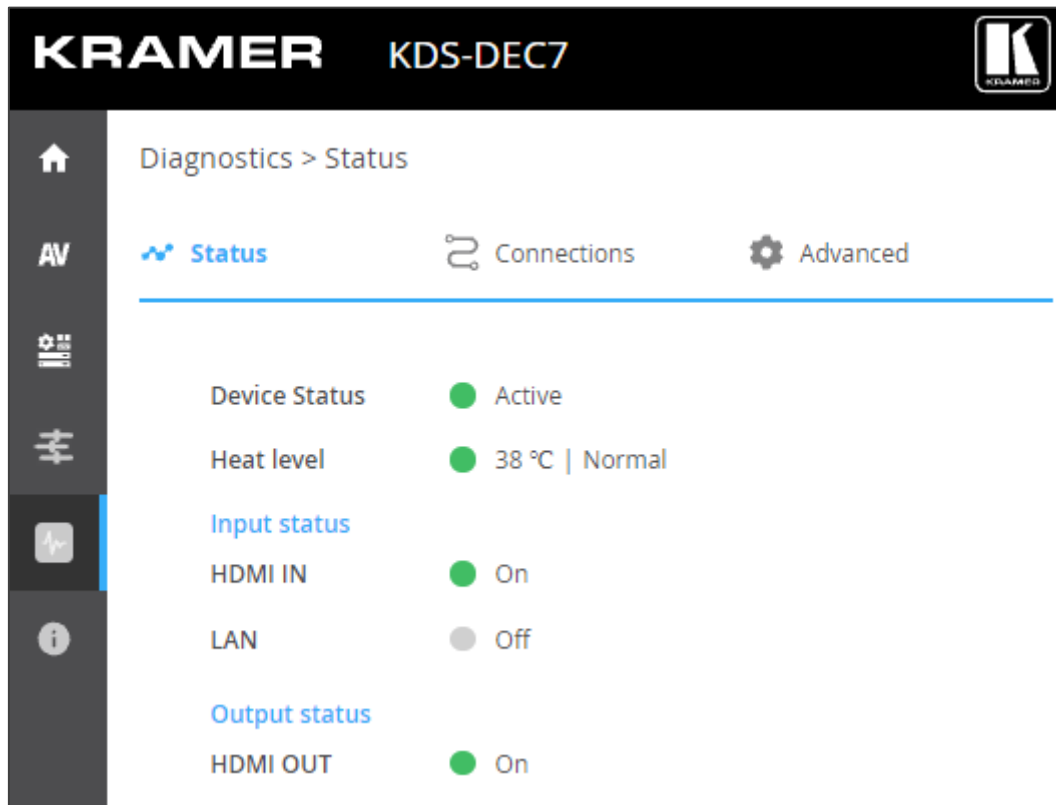 KRAMER KDS-DEC7
KRAMER
Diagnostics > Status
AV
Status Connections Advanced
Device Status Active
Heat level 38 °C | Normal
Input status
HDMI IN On
LAN Off
Output status
HDMI OUT On